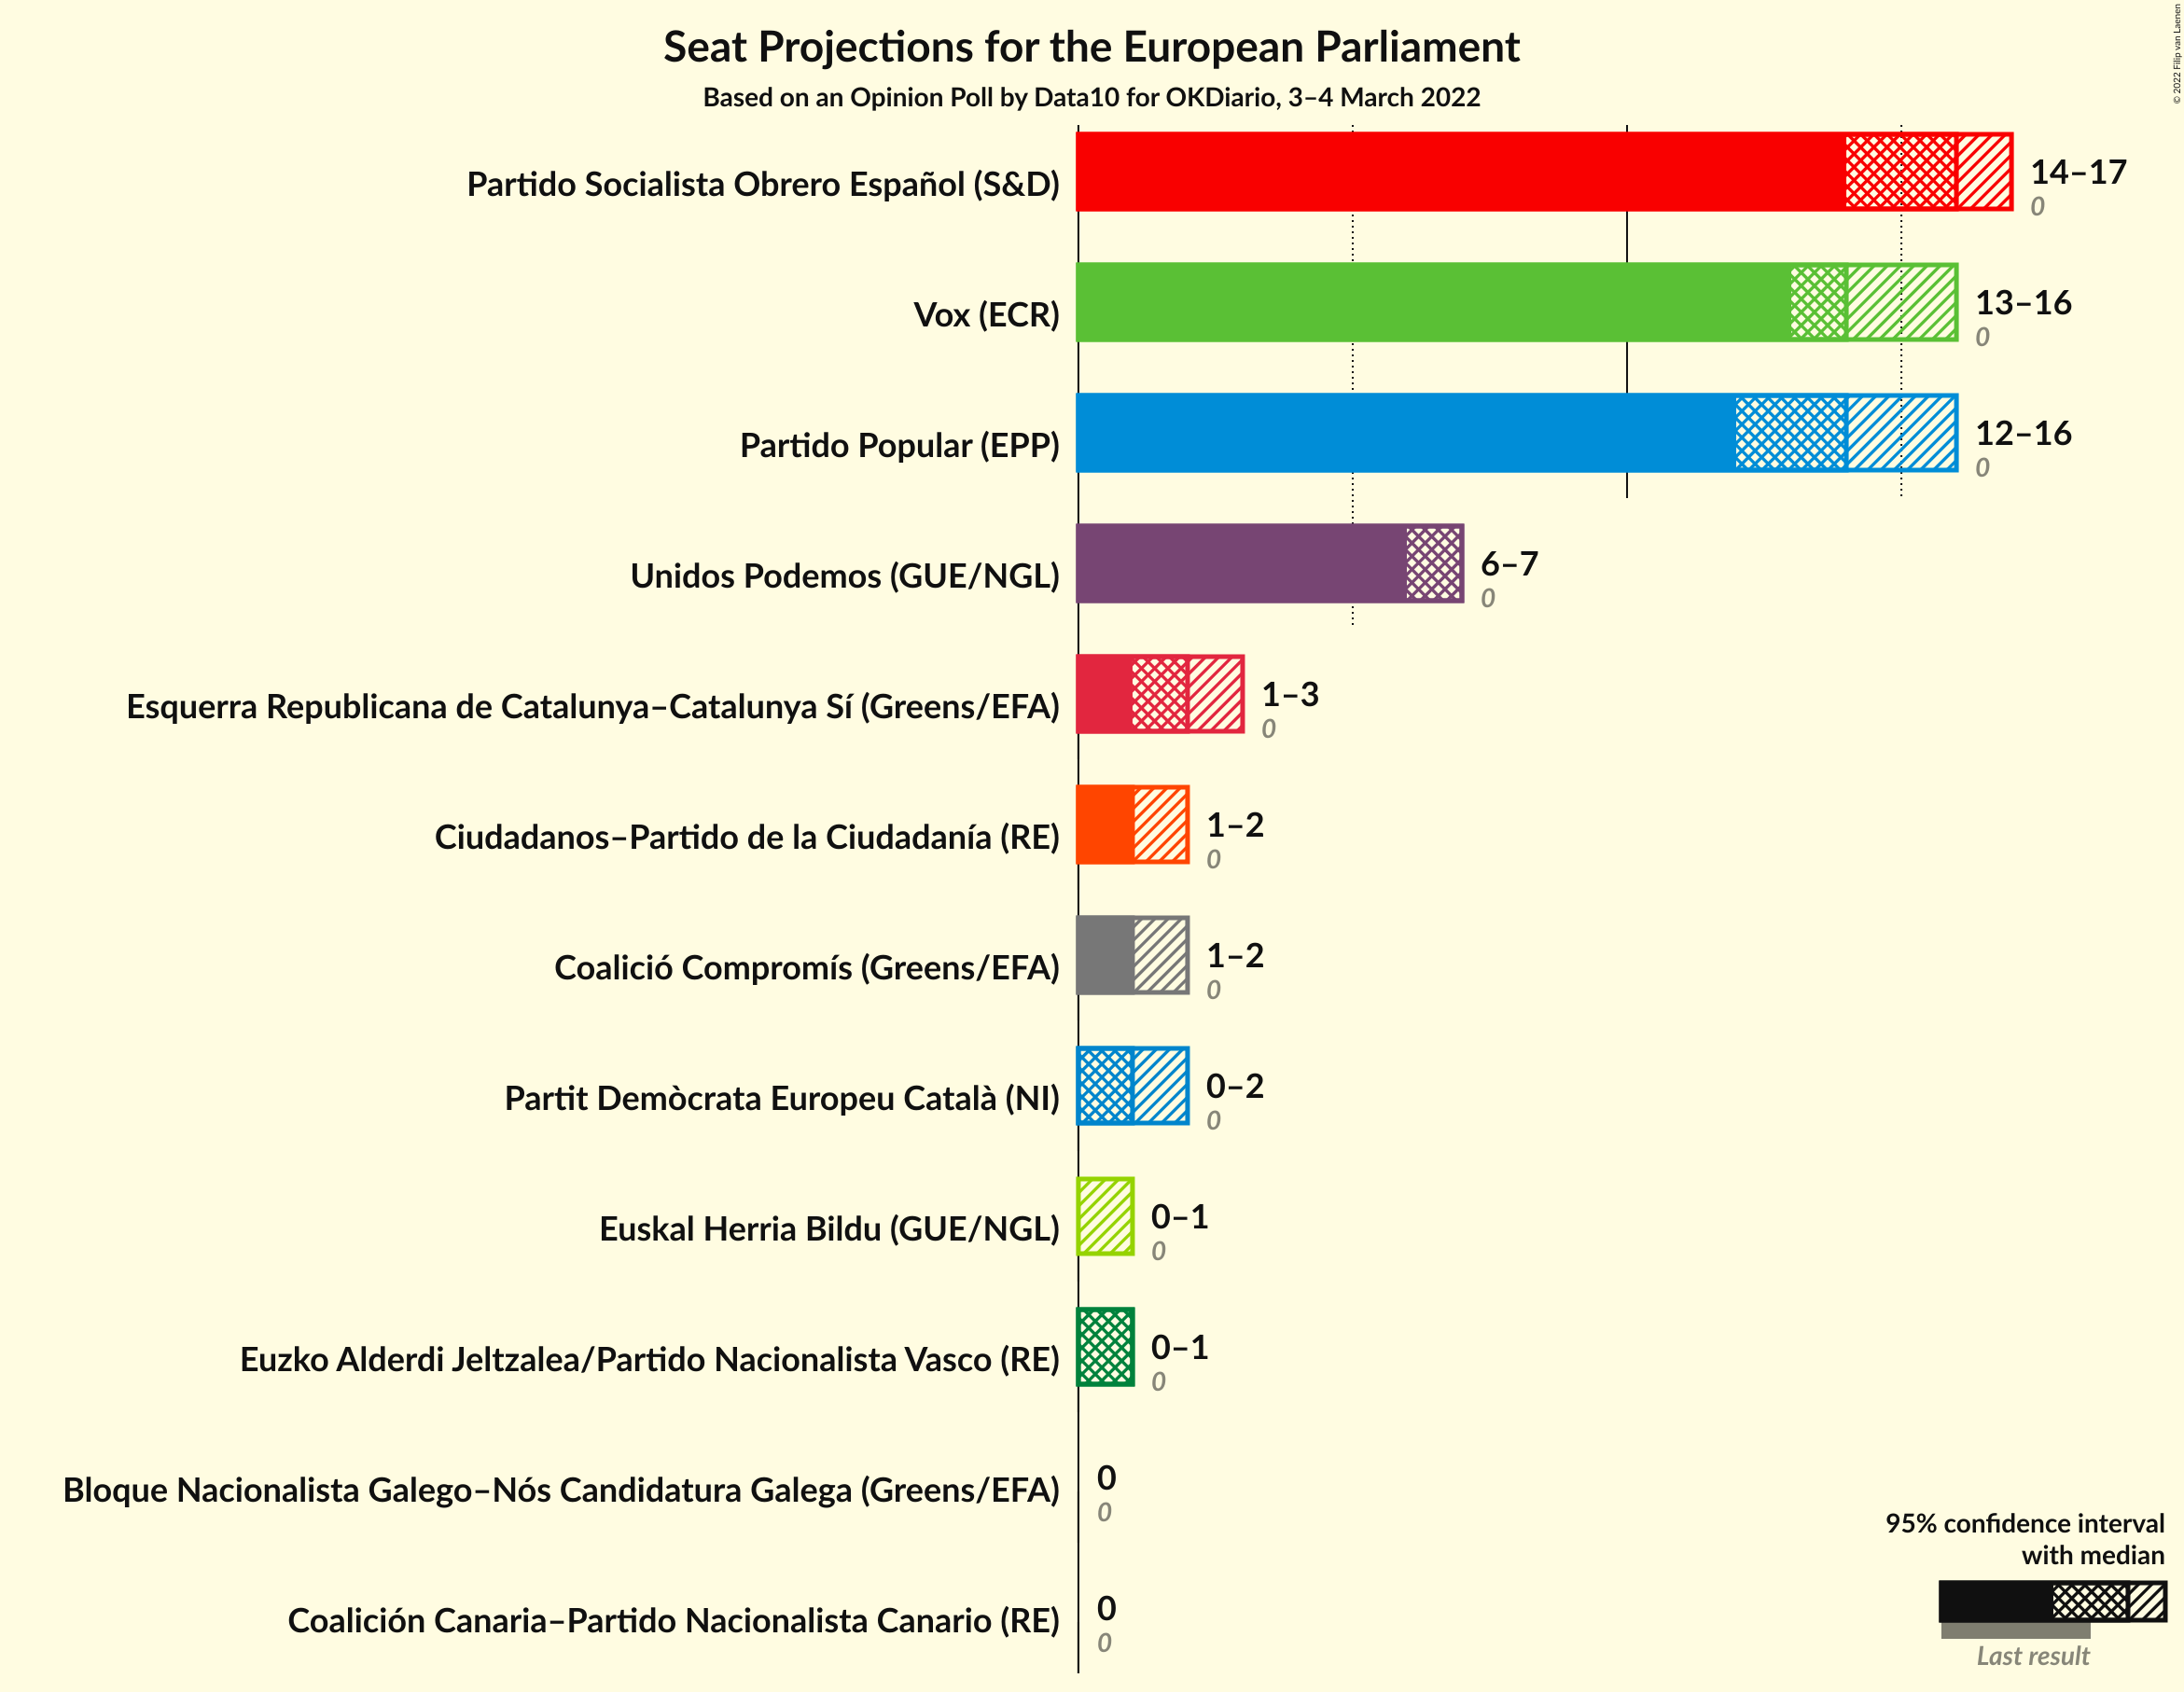 Seat Projections for the European Parliament
Based on an Opinion Poll by Data10 for OKDiario, 3–4 March 2022
© 2022 Filip van Laenen
Partido Socialista Obrero Español (S&D)
14–17
0
Vox (ECR)
13–16
0
Partido Popular (EPP)
12–16
0
Unidos Podemos (GUE/NGL)
6–7
0
Esquerra Republicana de Catalunya–Catalunya Sí (Greens/EFA)
1–3
0
Ciudadanos–Partido de la Ciudadanía (RE)
1–2
0
Coalició Compromís (Greens/EFA)
1–2
0
Partit Demòcrata Europeu Català (NI)
0–2
0
Euskal Herria Bildu (GUE/NGL)
0–1
0
Euzko Alderdi Jeltzalea/Partido Nacionalista Vasco (RE)
0–1
0
Bloque Nacionalista Galego–Nós Candidatura Galega (Greens/EFA)
0
0
Coalición Canaria–Partido Nacionalista Canario (RE)
0
0
95% confidence interval
with median
Last result